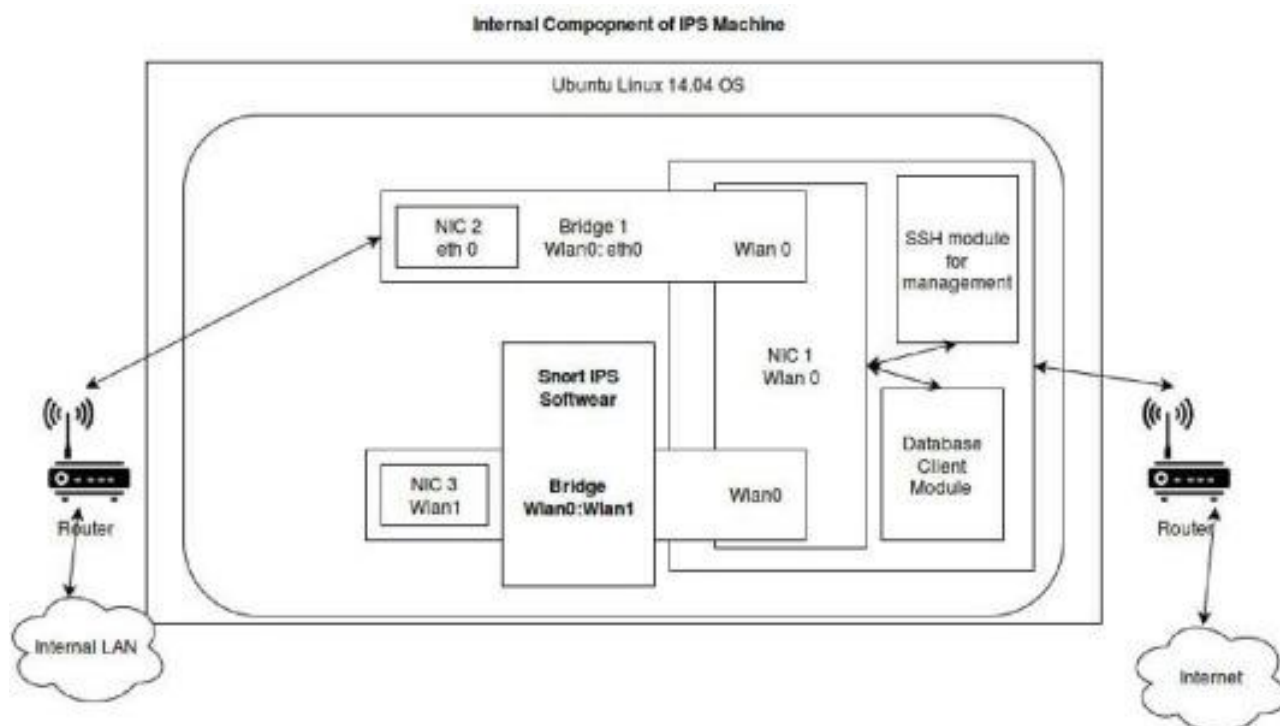 Internal Compopnent of IPS Machine
Ubuntu Linux 14.04 OS
NIC 2
eth 0
Bridge 1
Wlan0: eth0
Wlan 0
SSH module
for
management
NIC 1
Wlan 0
Snort IPS
Softwear
Bridge
Wlan0:Wlan1
NIC 3
Wlan1
Wlan0
Database
Client
Module
Router
Internal LAN
Router
Internet